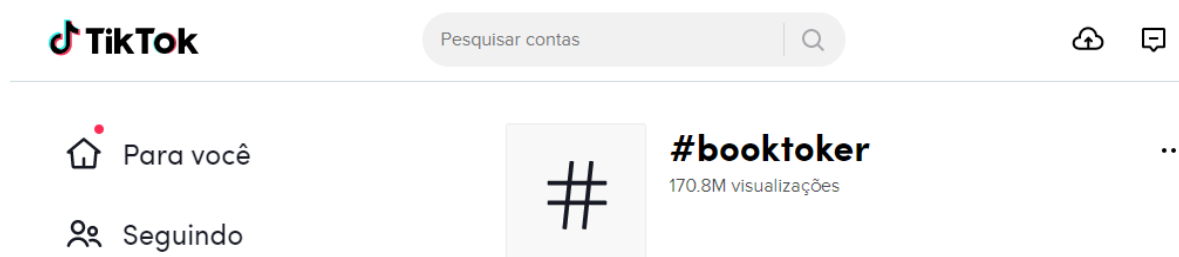 TikTok
Pesquisar contas
Para você
#
#booktoker
170.8M visualizações
Seguindo